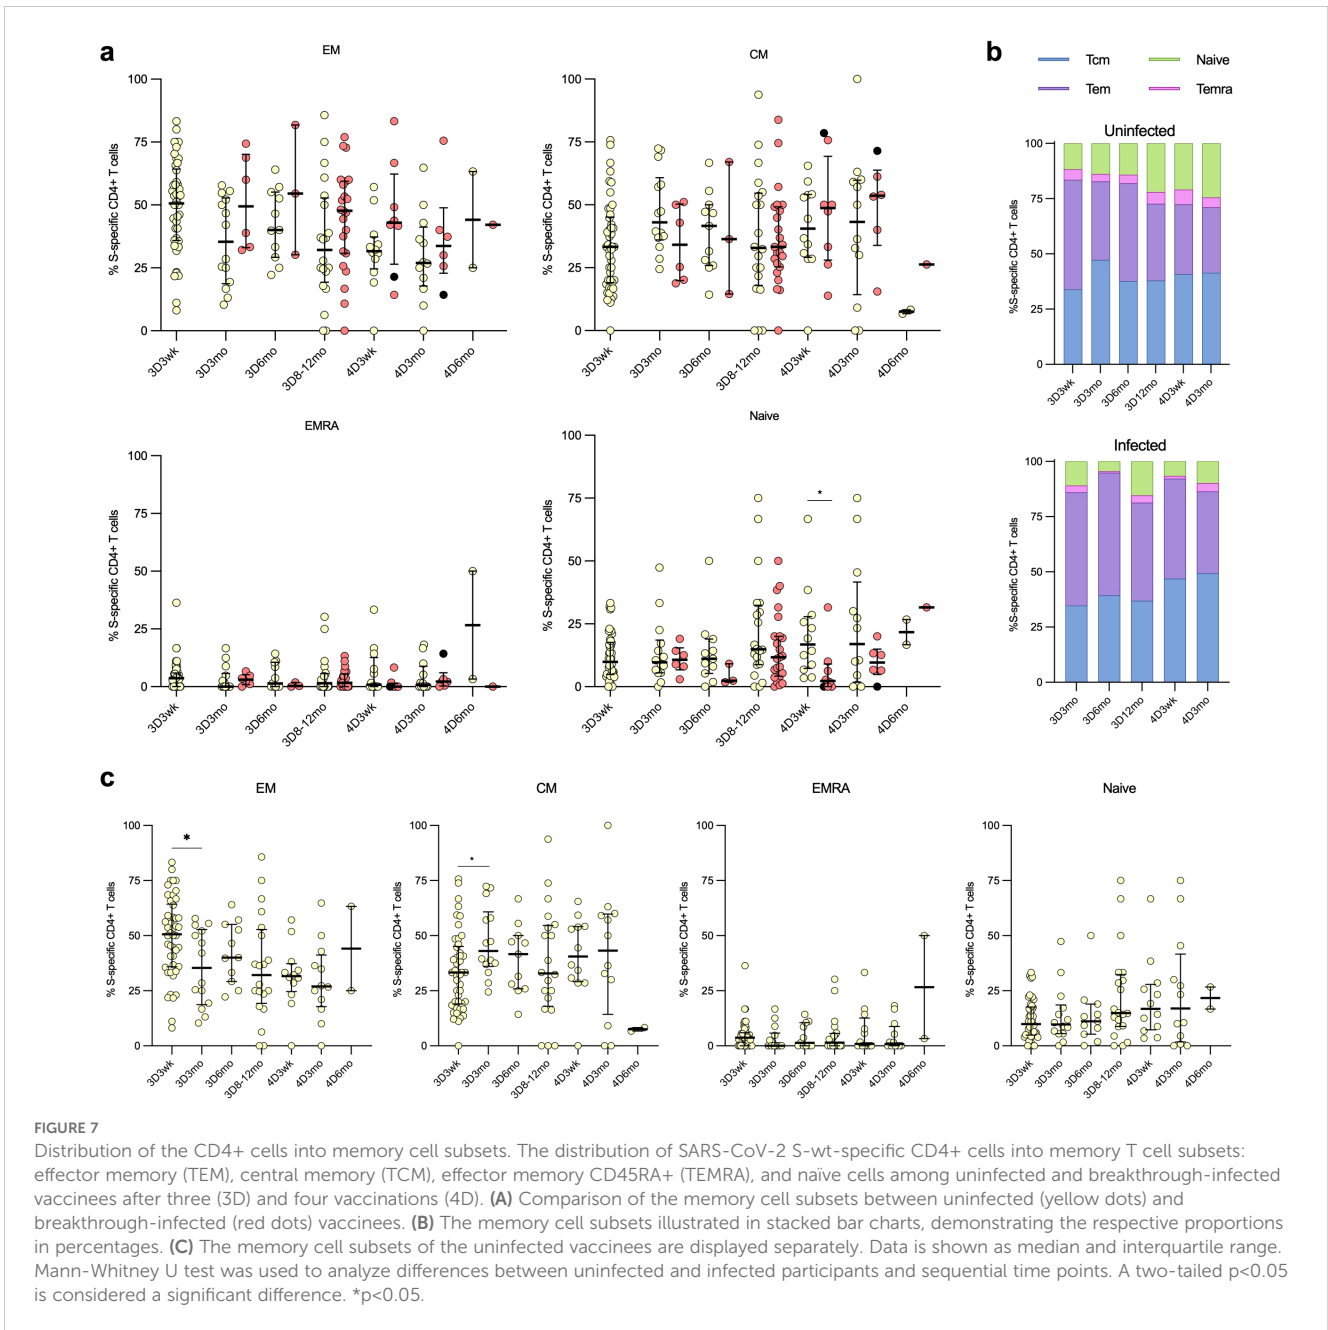 a
EM
% S-specific CD4+ T cells
100
75
50
25
0
3D3wk
3D3mo
3D6mo
3D8-12mo
4D3wk
4D3mo
4D6mo
CM
% S-specific CD4+ T cells
100
75
50
25
0
3D3wk
3D3mo
3D6mo
3D8-12mo
4D3wk
4D3mo
4D6mo
EMRA
% S-specific CD4+ T cells
100
75
50
25
0
3D3wk
3D3mo
3D6mo
3D8-12mo
4D3wk
4D3mo
4D6mo
Naive
% S-specific CD4+ T cells
100
75
50
25
0
*
3D3wk
3D3mo
3D6mo
3D8-12mo
4D3wk
4D3mo
4D6mo
b
Tcm
Naive
Tem
Temra
Uninfected
%S-specific CD4+ T cells
100
75
50
25
0
3D3wk
3D3mo
3D6mo
3D12mo
4D3wk
4D3mo
Infected
%S-specific CD4+ T cells
100
75
50
25
0
3D3mo
3D6mo
3D12mo
4D3wk
4D3mo
c
EM
% S-specific CD4+ T cells
100
75
50
25
0
*
3D3wk
3D3mo
3D6mo
3D8-12mo
4D3wk
4D3mo
4D6mo
CM
% S-specific CD4+ T cells
100
75
50
25
0
*
3D3wk
3D3mo
3D6mo
3D8-12mo
4D3wk
4D3mo
4D6mo
EMRA
% S-specific CD4+ T cells
100
75
50
25
0
3D3wk
3D3mo
3D6mo
3D8-12mo
4D3wk
4D3mo
4D6mo
Naive
% S-specific CD4+ T cells
100
75
50
25
0
3D3wk
3D3mo
3D6mo
3D8-12mo
4D3wk
4D3mo
4D6mo
FIGURE 7
Distribution of the CD4+ cells into memory cell subsets. The distribution of SARS-CoV-2 S-wt-specific CD4+ cells into memory T cell subsets:
effector memory (TEM), central memory (TCM), effector memory CD45RA+ (TEMRA), and naïve cells among uninfected and breakthrough-infected
vaccinees after three (3D) and four vaccinations (4D). (A) Comparison of the memory cell subsets between uninfected (yellow dots) and
breakthrough-infected (red dots) vaccinees. (B) The memory cell subsets illustrated in stacked bar charts, demonstrating the respective proportions
in percentages. (C) The memory cell subsets of the uninfected vaccinees are displayed separately. Data is shown as median and interquartile range.
Mann-Whitney U test was used to analyze differences between uninfected and infected participants and sequential time points. A two-tailed p<0.05
is considered a significant difference. *p<0.05.